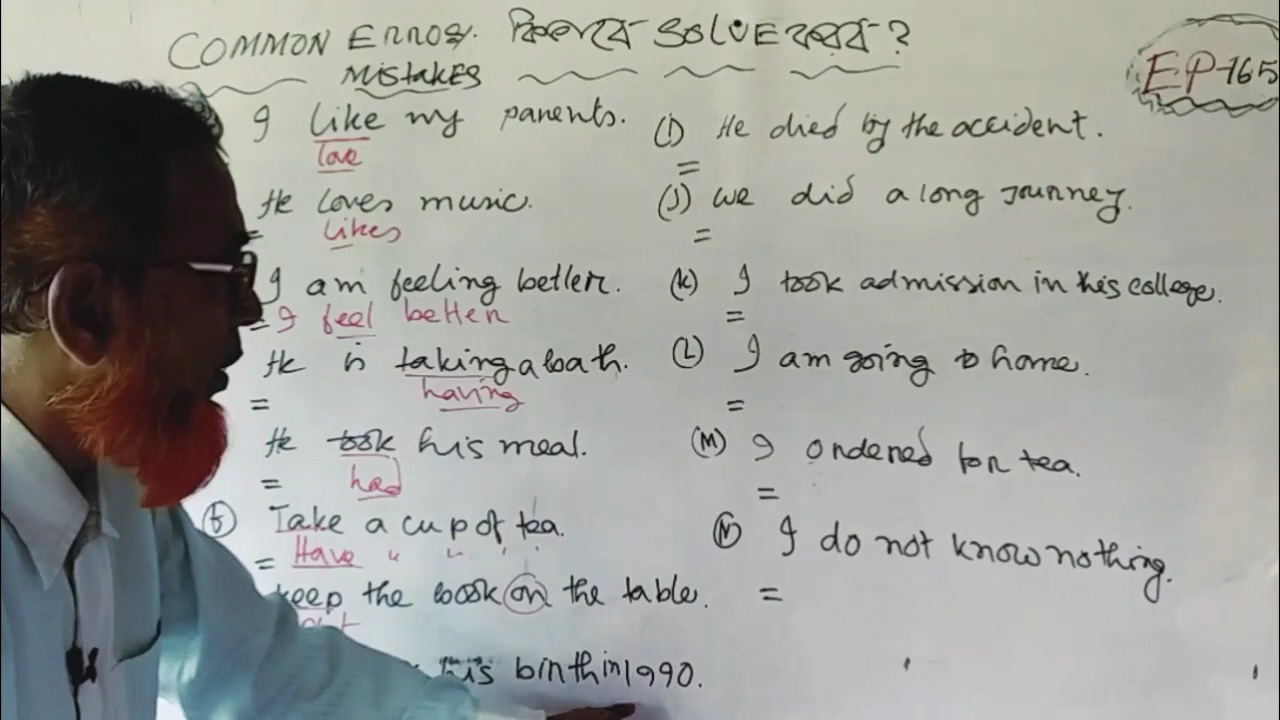 COMMON ERROS. কিভাবে SOLVE করব?
MistAKES
EP-165
I like my parents.
love
He loves music.
= likes
I am feeling better.
= I feel better
He is taking a bath.
= having
He took his meal.
= had
(F) Take a cup of tea.
= Have " " " "
keep the book on the table.
his birth in 1990.
(I) He died by the accident.
=
(J) we did a long Journey.
=
(K) I took admission in this college.
=
(L) I am going to home.
=
(M) I ordered for tea.
=
(N) I do not know nothing.
=